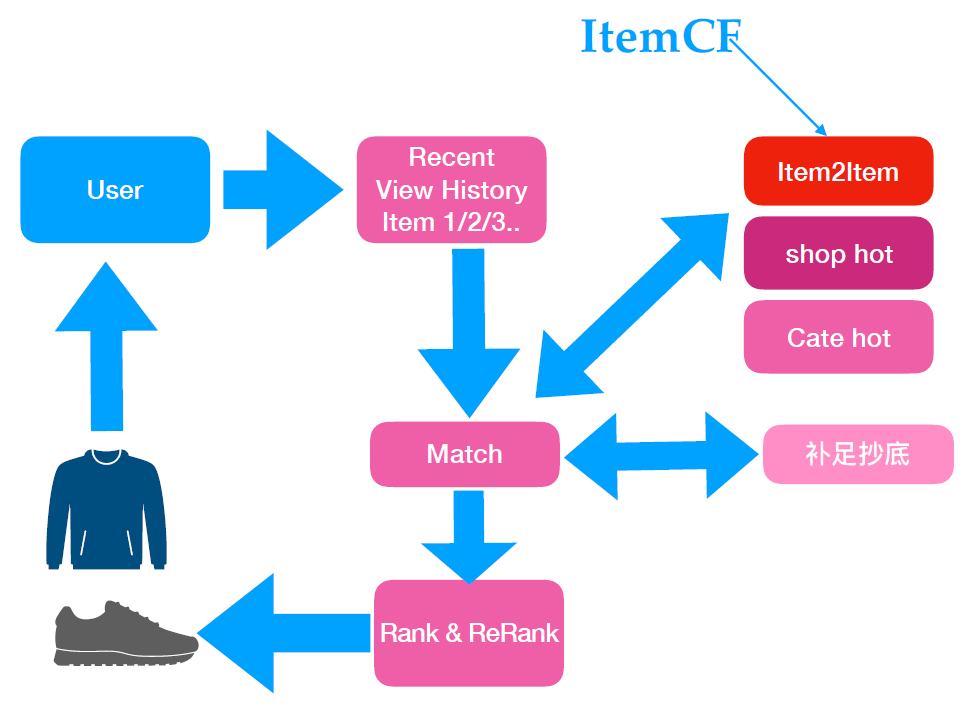 ItemCF
User
Recent
View History
Item 1/2/3..
Item2Item
shop hot
Cate hot
Match
补足抄底
Rank & ReRank